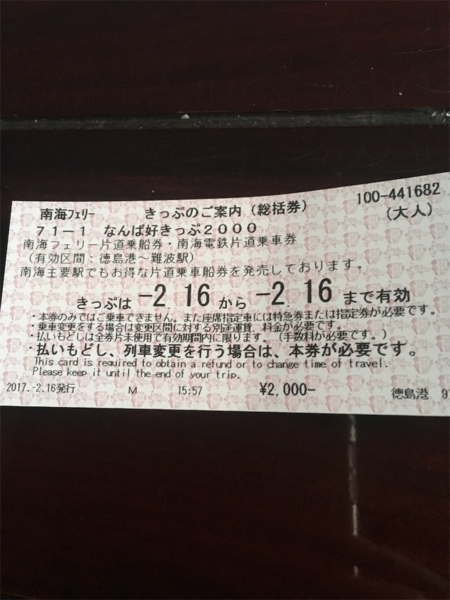 南海フェリー きっぷのご案内（総括券） 100-441682
71-1 なんば好きっぷ2000 （大人）
南海フェリー片道乗船券・南海電鉄片道乗車券
（有効区間：徳島港～難波駅）
南海主要駅でもお得な片道乗車船券を発売しております。
きっぷは -2.16 から -2.16 まで有効
・本券のみではご乗車できません。また座席指定車には特急券または指定券が必要です。
・乗車変更をする場合は変更区間に対する別途運賃、料金が必要です。
・払いもどしは全券片未使用で有効期間内に限ります。（手数料が必要です。）
・払いもどし、列車変更を行う場合は、本券が必要です。
This card is required to obtain a refund or to change time of travel.
Please keep it until the end of your trip.
2017.-2.16発行 M 15:57 ¥2,000- 徳島港